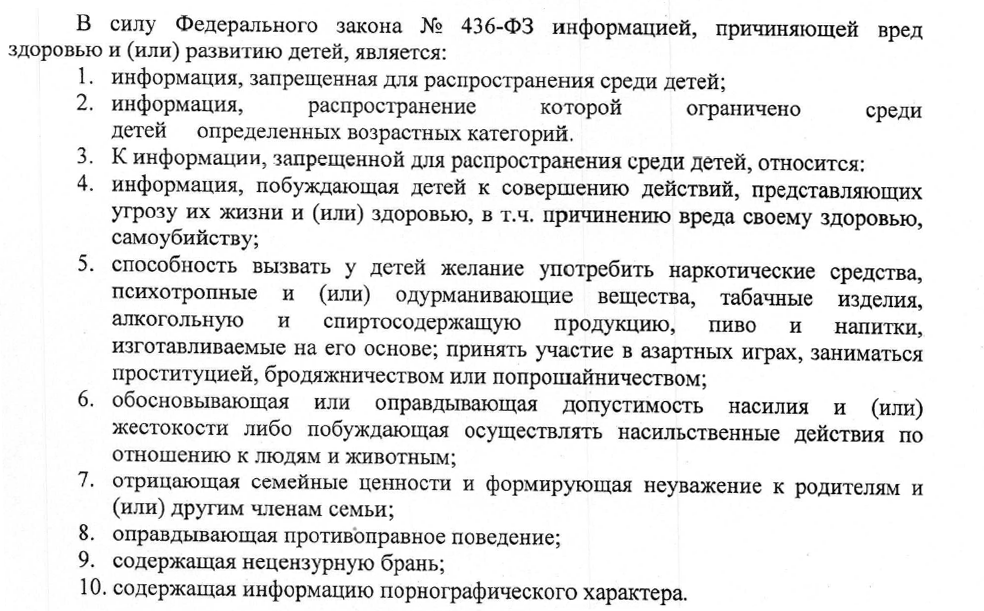 В силу Федерального закона № 436-ФЗ информацией, причиняющей вред
здоровью и (или) развитию детей, является:
1. информация, запрещенная для распространения среди детей;
2. информация, распространение которой ограничено среди
детей определенных возрастных категорий.
3. К информации, запрещенной для распространения среди детей, относится:
4. информация, побуждающая детей к совершению действий, представляющих
угрозу их жизни и (или) здоровью, в т.ч. причинению вреда своему здоровью,
самоубийству;
5. способность вызвать у детей желание употребить наркотические средства,
психотропные и (или) одурманивающие вещества, табачные изделия,
алкогольную и спиртосодержащую продукцию, пиво и напитки,
изготавливаемые на его основе; принять участие в азартных играх, заниматься
проституцией, бродяжничеством или попрошайничеством;
6. обосновывающая или оправдывающая допустимость насилия и (или)
жестокости либо побуждающая осуществлять насильственные действия по
отношению к людям и животным;
7. отрицающая семейные ценности и формирующая неуважение к родителям и
(или) другим членам семьи;
8. оправдывающая противоправное поведение;
9. содержащая нецензурную брань;
10. содержащая информацию порнографического характера.